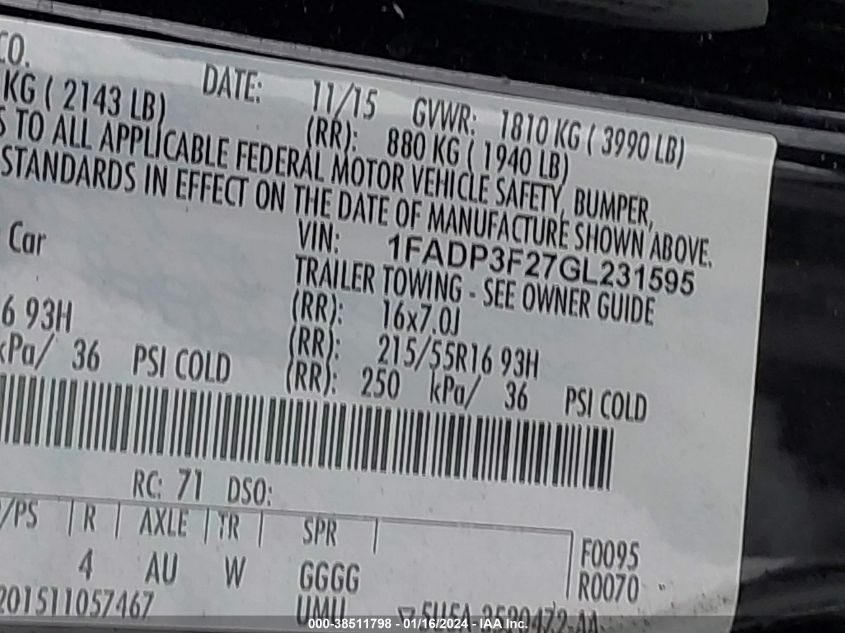 CO.
DATE: 11/15 GVWR: 1810 KG ( 3990 LB)
KG ( 2143 LB) (RR): 880 KG ( 1940 LB)
S TO ALL APPLICABLE FEDERAL MOTOR VEHICLE SAFETY, BUMPER,
STANDARDS IN EFFECT ON THE DATE OF MANUFACTURE SHOWN ABOVE.
Car VIN: 1FADP3F27GL231595
TRAILER TOWING - SEE OWNER GUIDE
(RR): 16x7.0J
6 93H (RR): 215/55R16 93H
kPa/ 36 PSI COLD (RR): 250 kPa/ 36 PSI COLD
RC: 71 DSO:
/PS R AXLE TR SPR
4 AU W GGGG F0095
R0070
201511057467 UMU 5U5A-3520472-AA
000-38511798 - 01/16/2024 - IAA Inc.